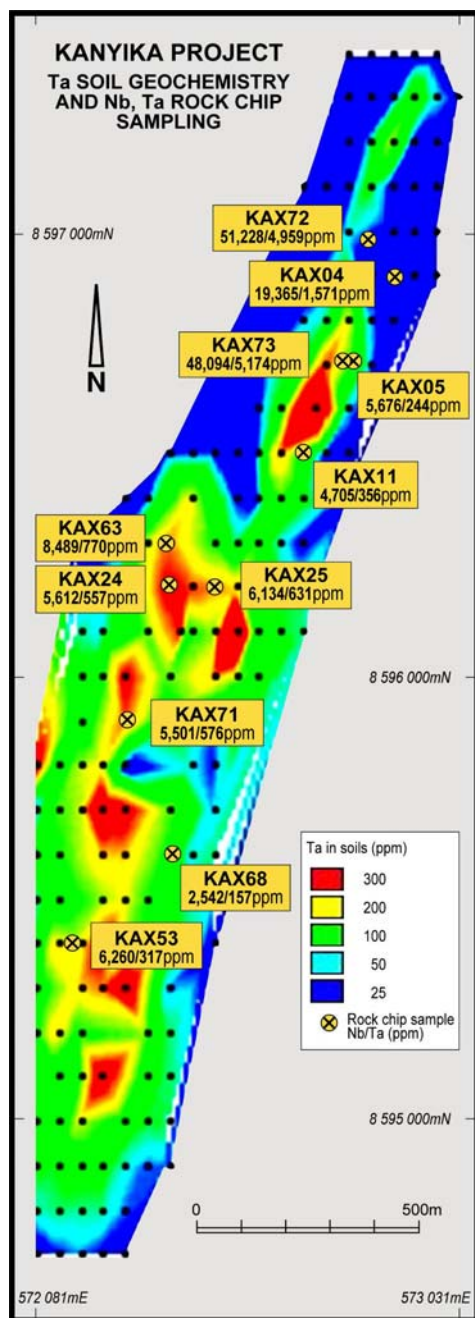 KANYIKA PROJECT
Ta SOIL GEOCHEMISTRY
AND Nb, Ta ROCK CHIP
SAMPLING
8 597 000mN
KAX72
51,228/4,959ppm
KAX04
19,365/1,571ppm
N
KAX73
48,094/5,174ppm
KAX05
5,676/244ppm
KAX11
4,705/356ppm
KAX63
8,489/770ppm
KAX24
5,612/557ppm
KAX25
6,134/631ppm
8 596 000mN
KAX71
5,501/576ppm
KAX68
2,542/157ppm
KAX53
6,260/317ppm
Ta in soils (ppm)
300
200
100
50
25
Rock chip sample
Nb/Ta (ppm)
8 595 000mN
0 500m
572 081mE 573 031mE